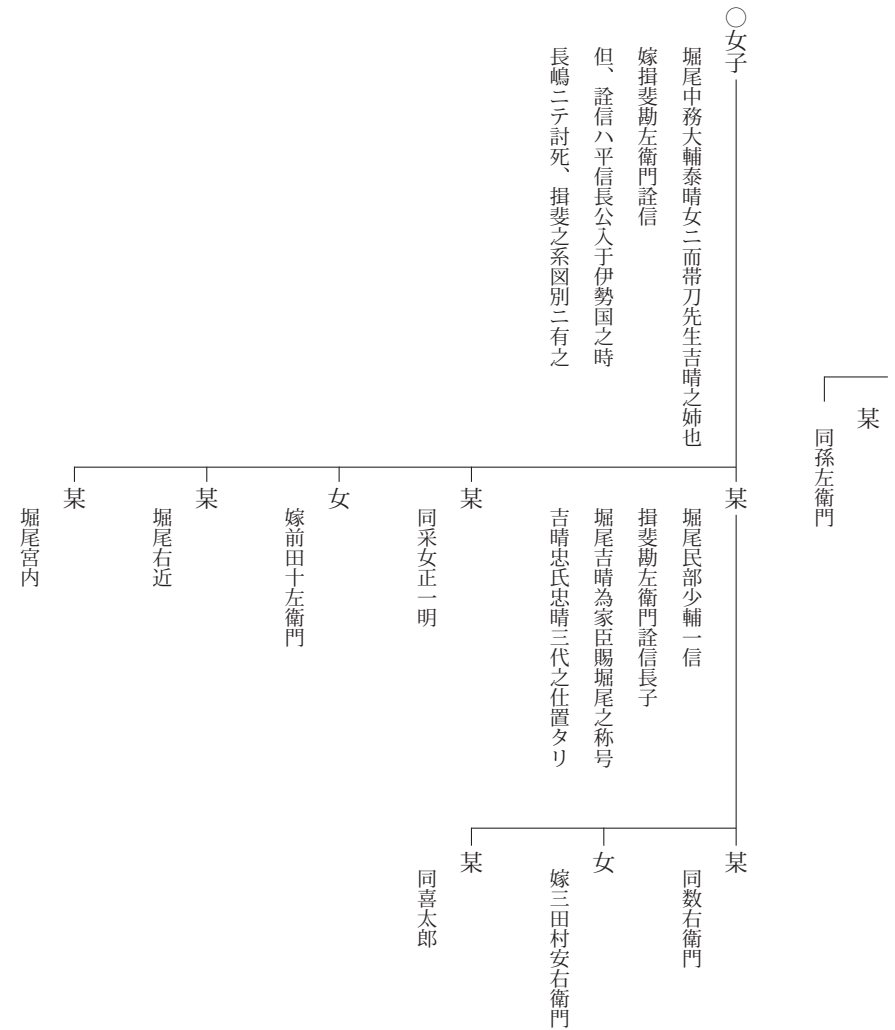 某
同孫左衛門
○女子
堀尾中務大輔泰晴女ニ而帯刀先生吉晴之姉也
嫁揖斐勘左衛門詮信
但、詮信ハ平信長公入于伊勢国之時
長嶋ニテ討死、揖斐之系図別ニ有之
某
堀尾民部少輔一信
揖斐勘左衛門詮信長子
堀尾吉晴為家臣賜堀尾之称号
吉晴忠氏忠晴三代之仕置タリ
某
同采女正一明
女
嫁前田十左衛門
某
堀尾右近
某
堀尾宮内
某
同数右衛門
女
嫁三田村安右衛門
某
同喜太郎